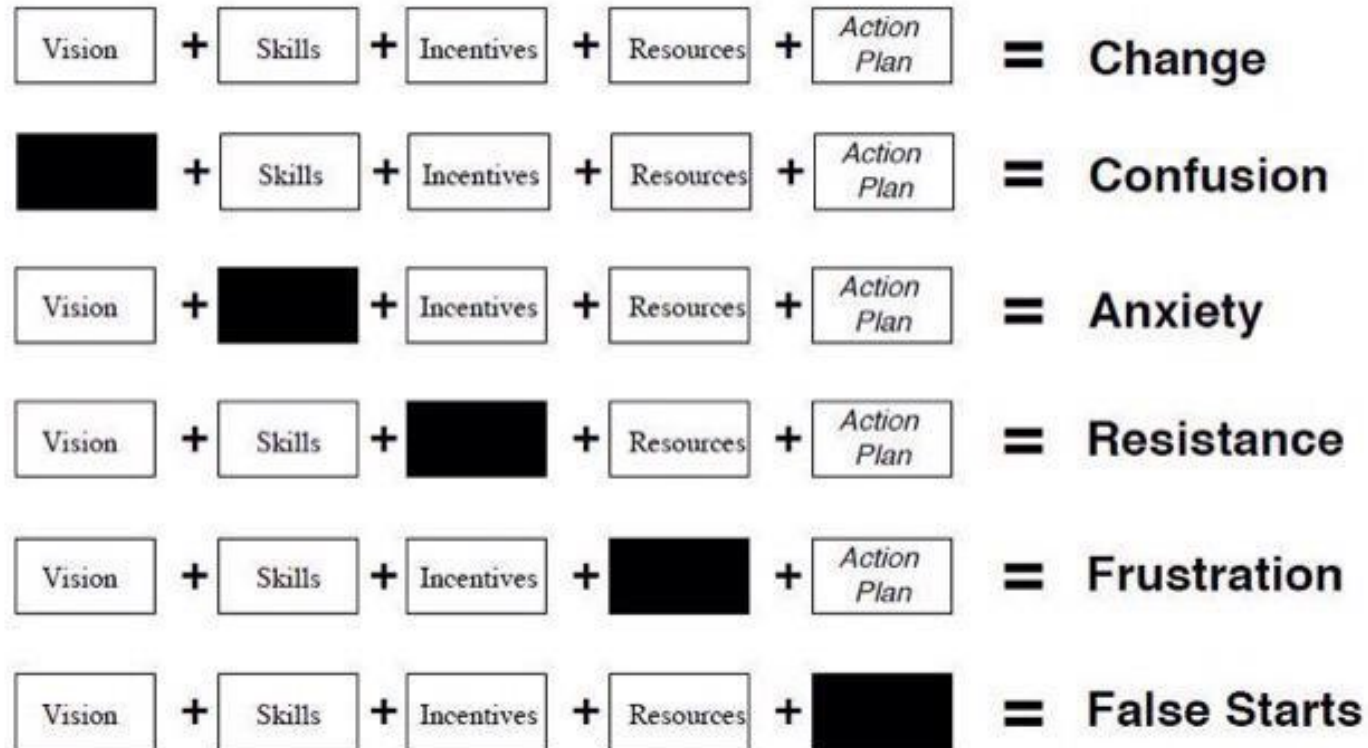 Vision + Skills + Incentives + Resources + Action Plan = Change
+ Skills + Incentives + Resources + Action Plan = Confusion
Vision + + Incentives + Resources + Action Plan = Anxiety
Vision + Skills + + Resources + Action Plan = Resistance
Vision + Skills + Incentives + + Action Plan = Frustration
Vision + Skills + Incentives + Resources + = False Starts